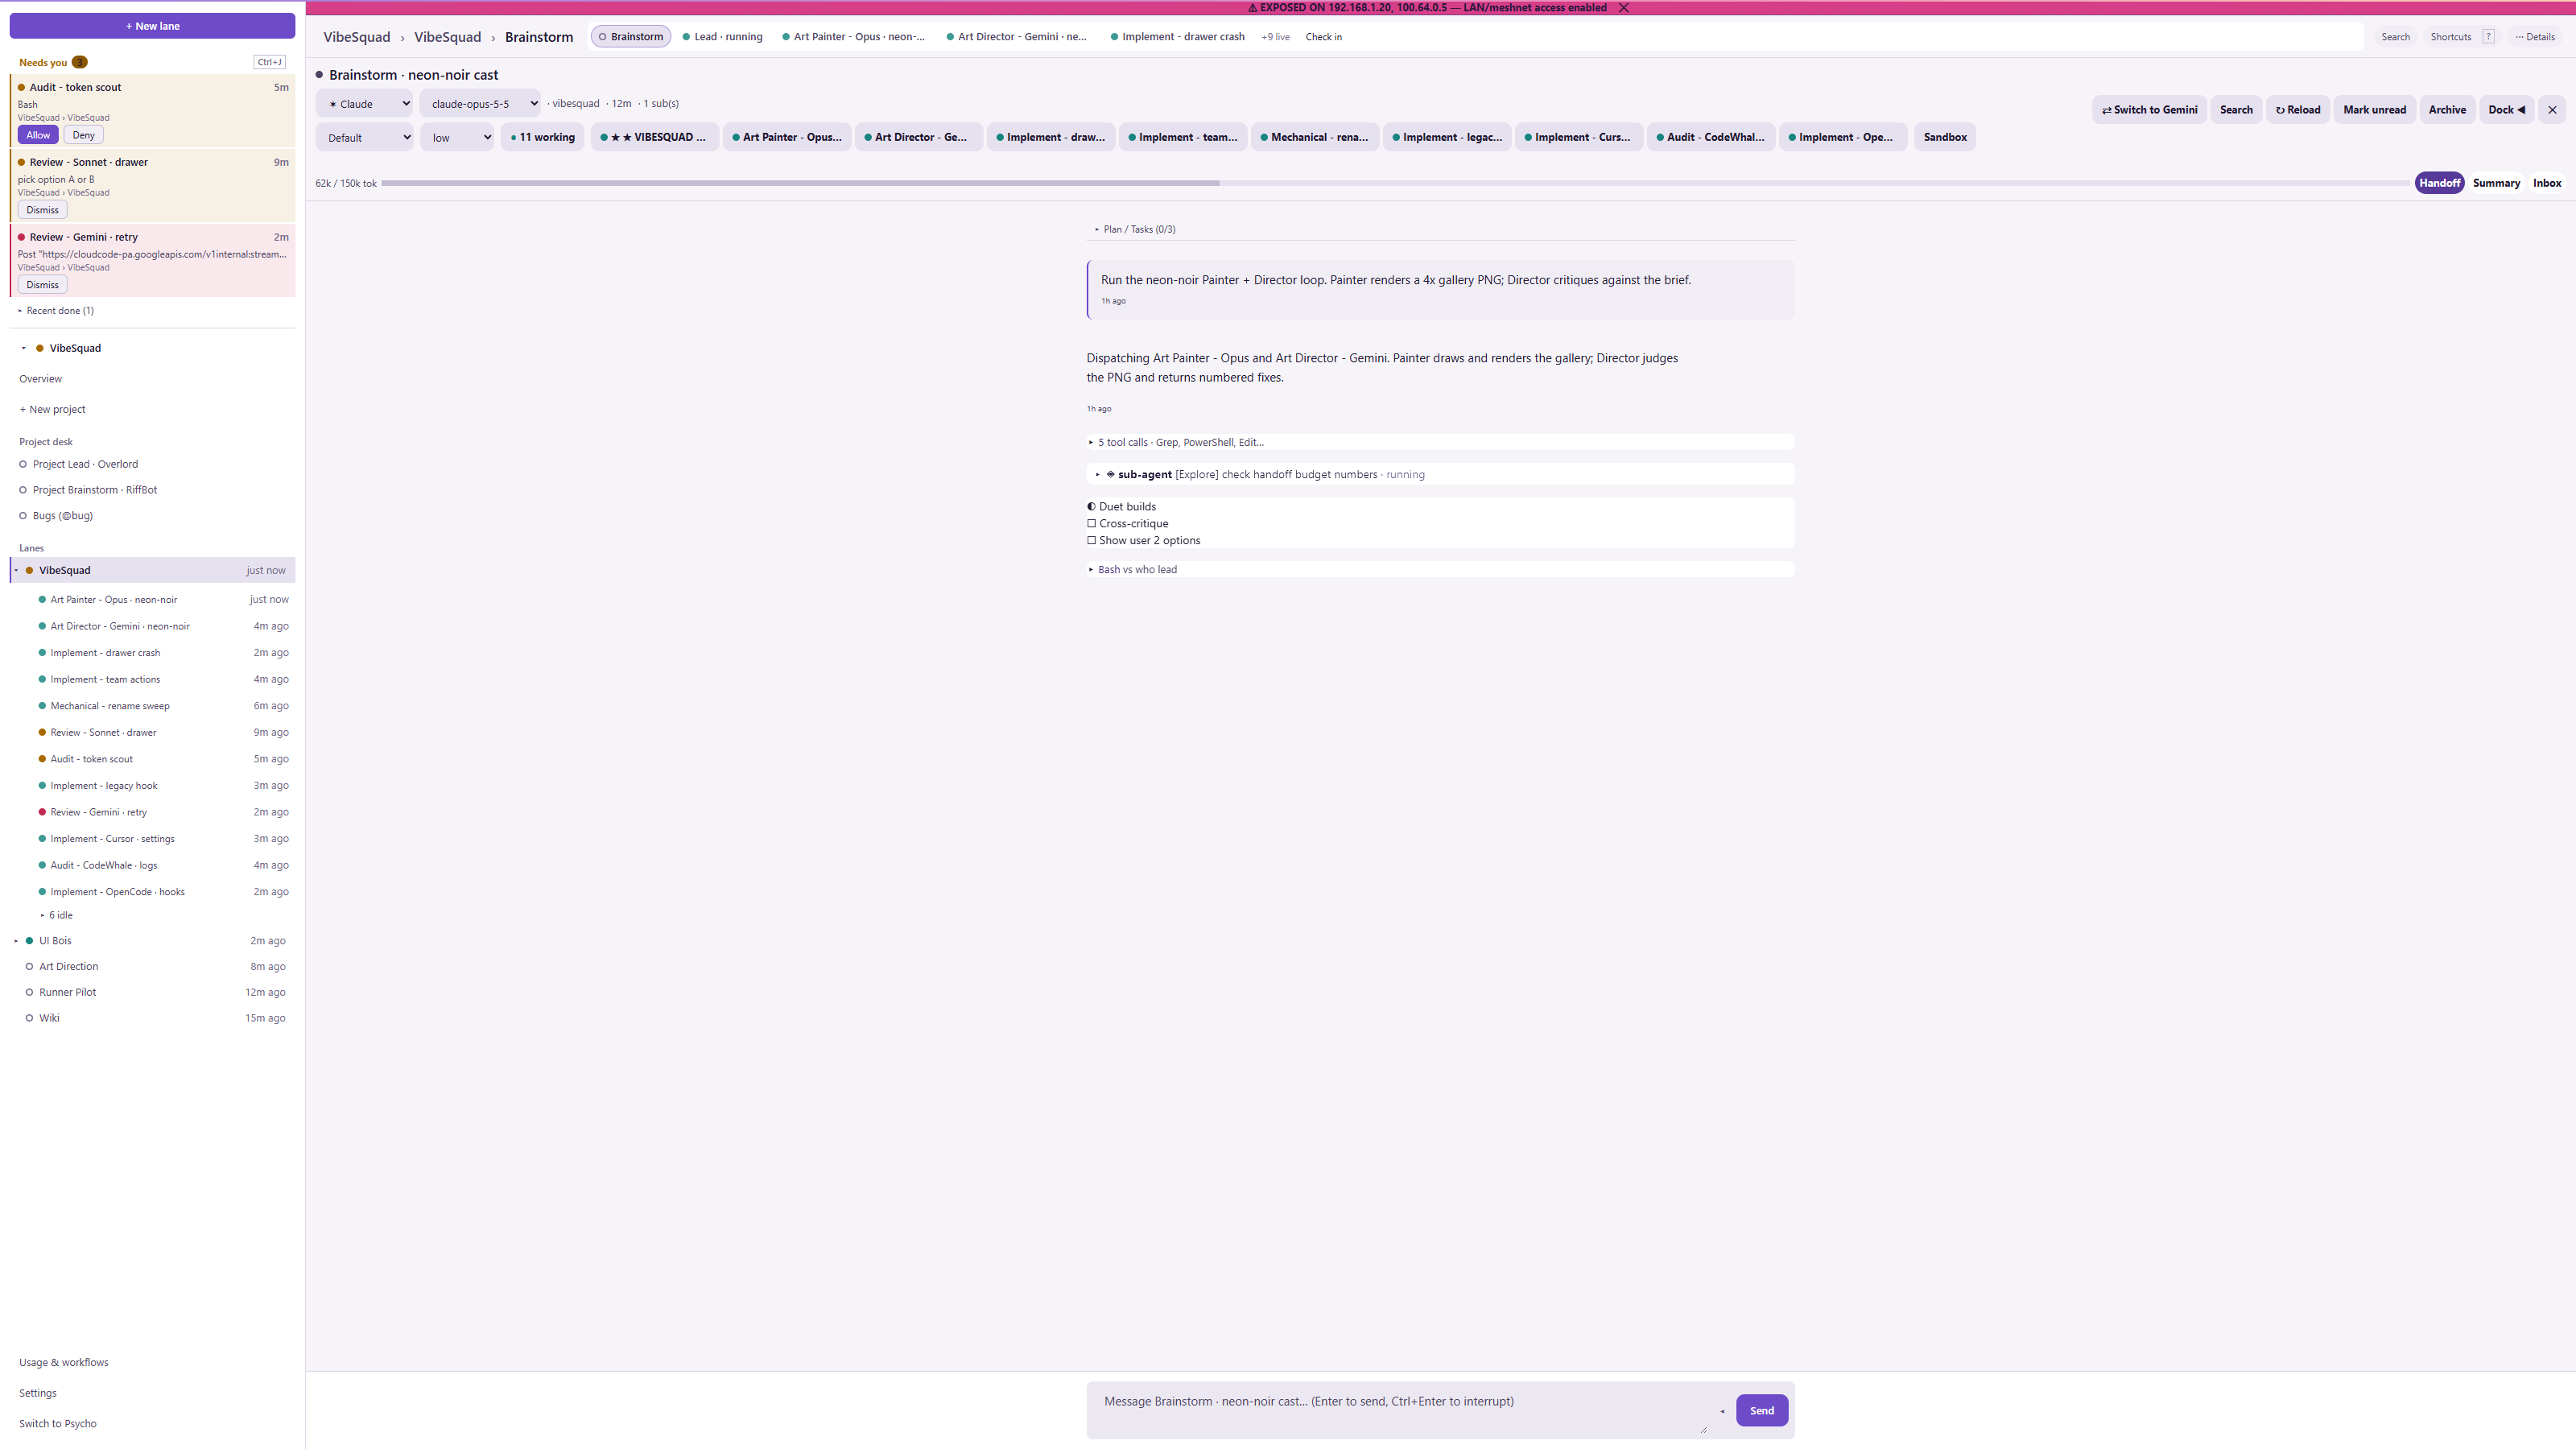 ⚠ EXPOSED ON 192.168.1.20, 100.64.0.5 — LAN/meshnet access enabled ✕
+ New lane
Needs you 3 Ctrl+J
Audit - token scout 5m
Bash
VibeSquad › VibeSquad
Allow Deny
Review - Sonnet · drawer 9m
pick option A or B
VibeSquad › VibeSquad
Dismiss
Review - Gemini · retry 2m
Post "https://cloudcode-pa.googleapis.com/v1internal:stream...
VibeSquad › VibeSquad
Dismiss
▸ Recent done (1)
▾ VibeSquad
Overview
+ New project
Project desk
Project Lead · Overlord
Project Brainstorm · RiffBot
Bugs (@bug)
Lanes
▾ VibeSquad just now
Art Painter - Opus · neon-noir just now
Art Director - Gemini · neon-noir 4m ago
Implement - drawer crash 2m ago
Implement - team actions 4m ago
Mechanical - rename sweep 6m ago
Review - Sonnet · drawer 9m ago
Audit - token scout 5m ago
Implement - legacy hook 3m ago
Review - Gemini · retry 2m ago
Implement - Cursor · settings 3m ago
Audit - CodeWhale · logs 4m ago
Implement - OpenCode · hooks 2m ago
▸ 6 idle
▸ UI Bois 2m ago
Art Direction 8m ago
Runner Pilot 12m ago
Wiki 15m ago
Usage & workflows
Settings
Switch to Psycho
VibeSquad › VibeSquad › Brainstorm Brainstorm Lead · running Art Painter - Opus · neon-... Art Director - Gemini · ne... Implement - drawer crash +9 live Check in Search Shortcuts ? ··· Details
Brainstorm · neon-noir cast
✶ Claude claude-opus-5-5 · vibesquad · 12m · 1 sub(s) ⇄ Switch to Gemini Search ↻ Reload Mark unread Archive Dock ◀ ✕
Default low 11 working ★ ★ VIBESQUAD ... Art Painter - Opus... Art Director - Ge... Implement - draw... Implement - team... Mechanical - rena... Implement - legac... Implement - Curs... Audit - CodeWhal... Implement - Ope... Sandbox
62k / 150k tok Handoff Summary Inbox
▸ Plan / Tasks (0/3)
Run the neon-noir Painter + Director loop. Painter renders a 4x gallery PNG; Director critiques against the brief.
1h ago
Dispatching Art Painter - Opus and Art Director - Gemini. Painter draws and renders the gallery; Director judges
the PNG and returns numbered fixes.
1h ago
▸ 5 tool calls · Grep, PowerShell, Edit...
▸ sub-agent [Explore] check handoff budget numbers · running
◐ Duet builds
☐ Cross-critique
☐ Show user 2 options
▸ Bash vs who lead
Message Brainstorm · neon-noir cast... (Enter to send, Ctrl+Enter to interrupt) ◂ Send